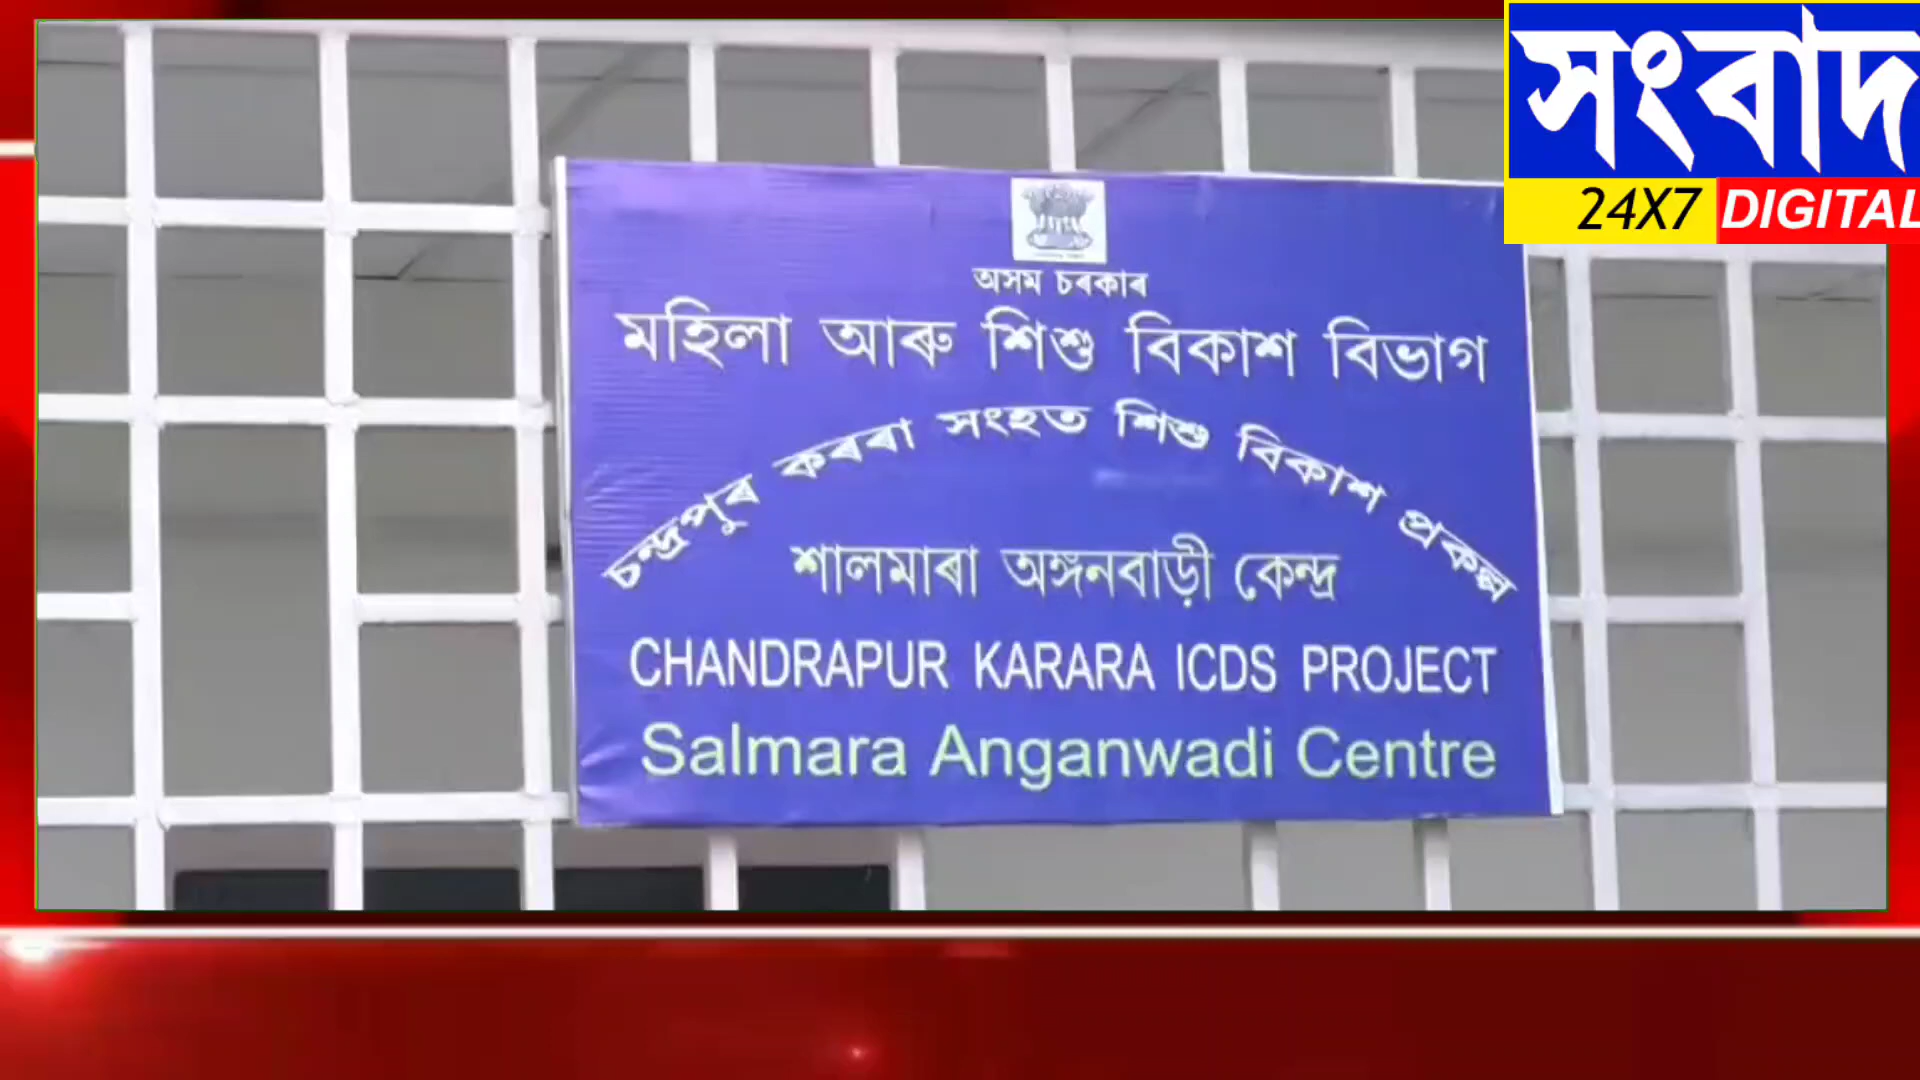 সংবাদ
24X7 DIGITAL
অসম চৰকাৰ
মহিলা আৰু শিশু বিকাশ বিভাগ
চন্দ্ৰপুৰ কৰৰা সংহত শিশু বিকাশ প্ৰকল্প
শালমাৰা অঙ্গনবাড়ী কেন্দ্ৰ
CHANDRAPUR KARARA ICDS PROJECT
Salmara Anganwadi Centre